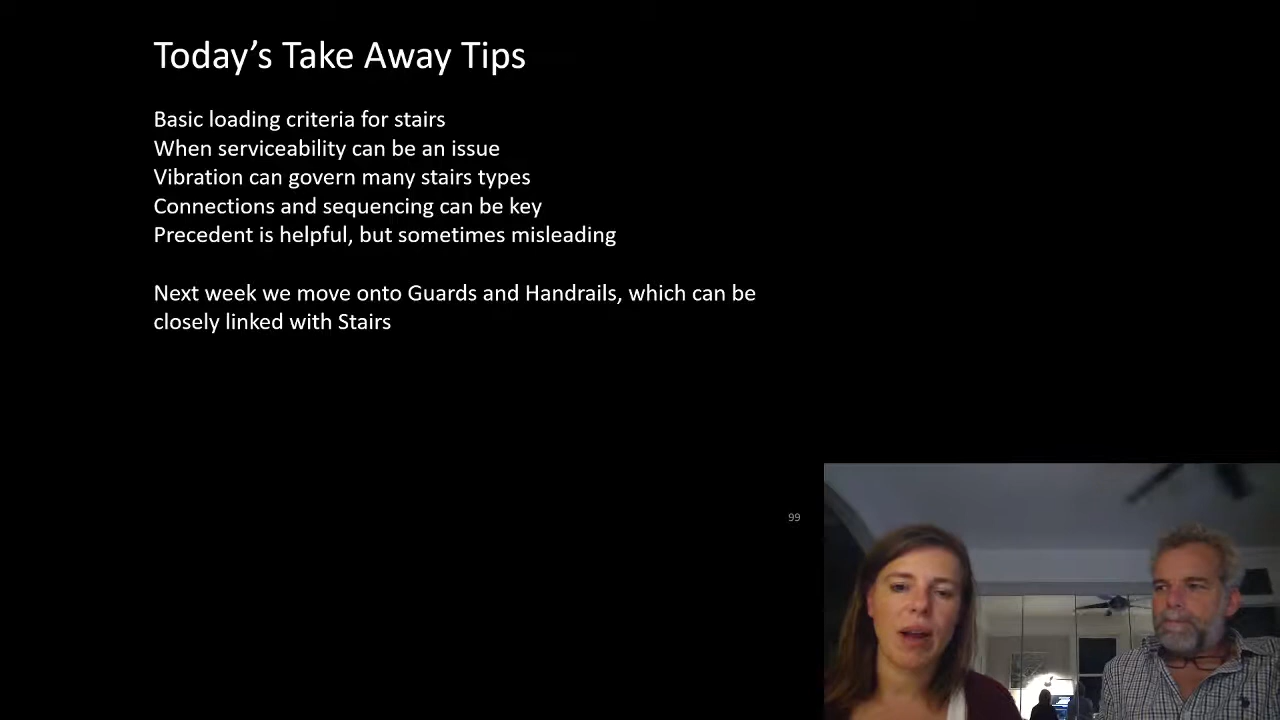 Today’s Take Away Tips
Basic loading criteria for stairs
When serviceability can be an issue
Vibration can govern many stairs types
Connections and sequencing can be key
Precedent is helpful, but sometimes misleading
Next week we move onto Guards and Handrails, which can be
closely linked with Stairs
99